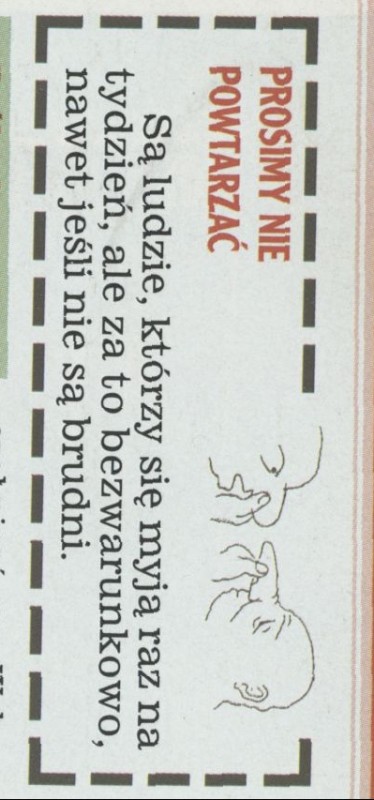 PROSIMY NIE
POWTARZAĆ
Są ludzie, którzy się myją raz na
tydzień, ale za to bezwarunkowo,
nawet jeśli nie są brudni.